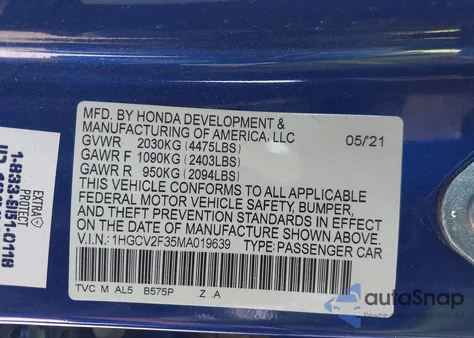 MFD. BY HONDA DEVELOPMENT &
MANUFACTURING OF AMERICA, LLC 05/'21
GVWR 2030KG (4475LBS)
GAWR F 1090KG (2403LBS)
GAWR R 950KG (2094LBS)
THIS VEHICLE CONFORMS TO ALL APPLICABLE
FEDERAL MOTOR VEHICLE SAFETY, BUMPER,
AND THEFT PREVENTION STANDARDS IN EFFECT
ON THE DATE OF MANUFACTURE SHOWN ABOVE.
V.I.N.: 1HGCV2F35MA019639 TYPE: PASSENGER CAR
TVC M AL5 B575P .Z .A
EXTRA
PROTECT
autoSnap